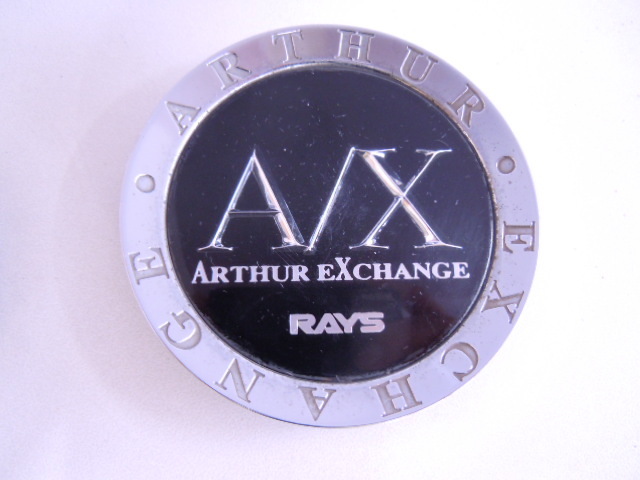 ARTHUR · EXCHANGE ·
A/X
ARTHUR EXCHANGE
RAYS